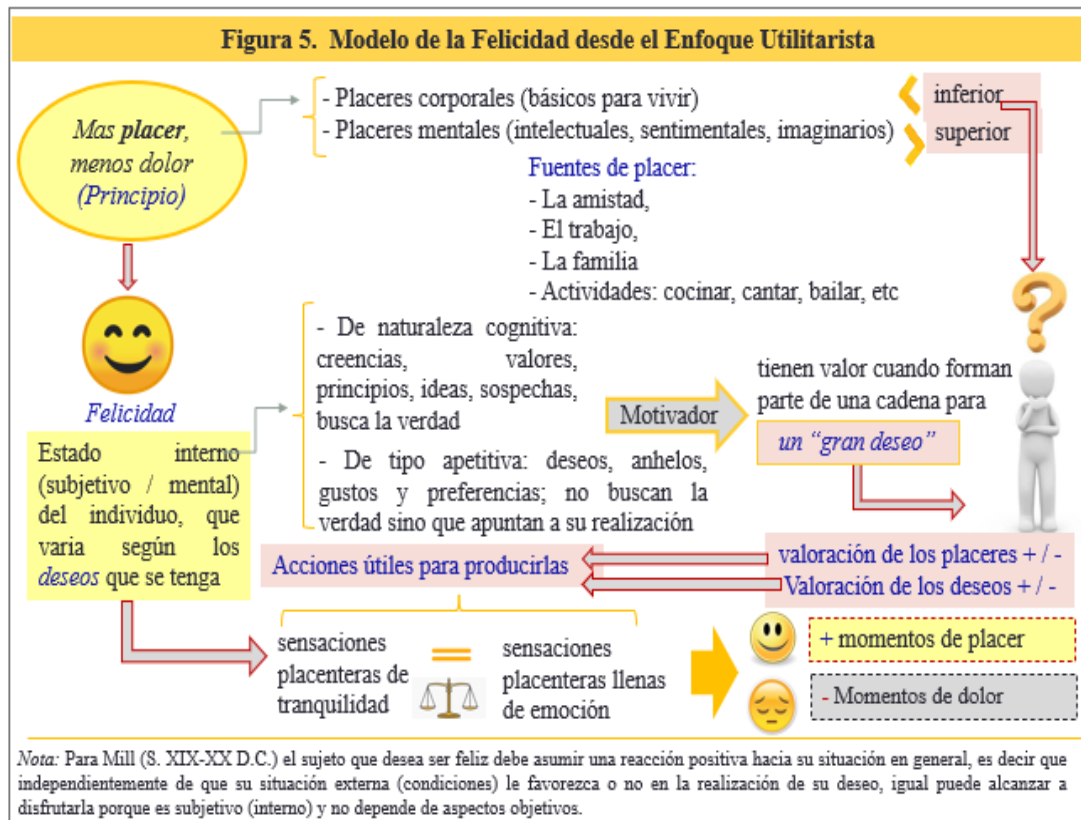 Figura 5. Modelo de la Felicidad desde el Enfoque Utilitarista
Mas placer,
menos dolor
(Principio)
- Placeres corporales (básicos para vivir)
- Placeres mentales (intelectuales, sentimentales, imaginarios)
inferior
superior
Fuentes de placer:
- La amistad,
- El trabajo,
- La familia
- Actividades: cocinar, cantar, bailar, etc
?
Felicidad
Estado interno
(subjetivo / mental)
del individuo, que
varia según los
deseos que se tenga
- De naturaleza cognitiva:
creencias, valores,
principios, ideas, sospechas,
busca la verdad
- De tipo apetitiva: deseos, anhelos,
gustos y preferencias; no buscan la
verdad sino que apuntan a su realización
Motivador
tienen valor cuando forman
parte de una cadena para
un “gran deseo”
valoración de los placeres + / -
Valoración de los deseos + / -
Acciones útiles para producirlas
sensaciones
placenteras de
tranquilidad
=
sensaciones
placenteras llenas
de emoción
+ momentos de placer
- Momentos de dolor
Nota: Para Mill (S. XIX-XX D.C.) el sujeto que desea ser feliz debe asumir una reacción positiva hacia su situación en general, es decir que
independientemente de que su situación externa (condiciones) le favorezca o no en la realización de su deseo, igual puede alcanzar a
disfrutarla porque es subjetivo (interno) y no depende de aspectos objetivos.